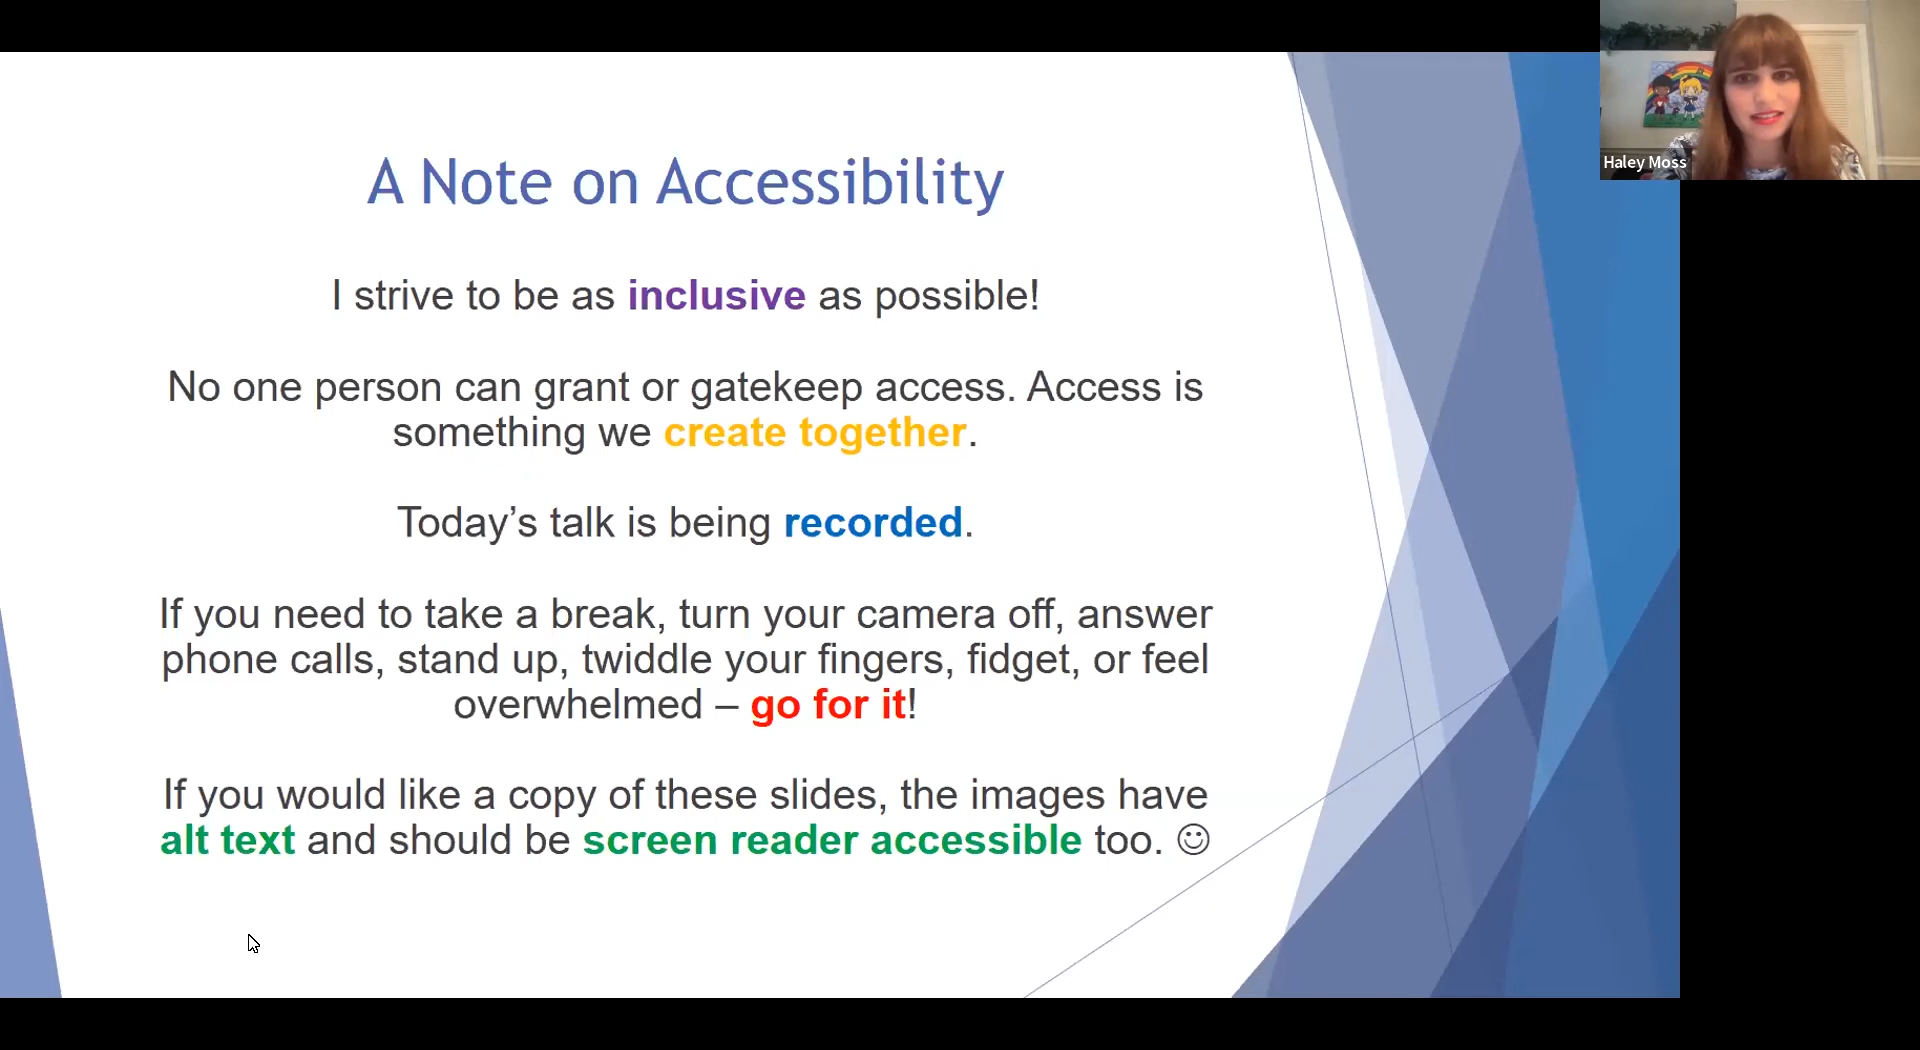 A Note on Accessibility
I strive to be as inclusive as possible!
No one person can grant or gatekeep access. Access is
something we create together.
Today’s talk is being recorded.
If you need to take a break, turn your camera off, answer
phone calls, stand up, twiddle your fingers, fidget, or feel
overwhelmed – go for it!
If you would like a copy of these slides, the images have
alt text and should be screen reader accessible too. ☺
Haley Moss